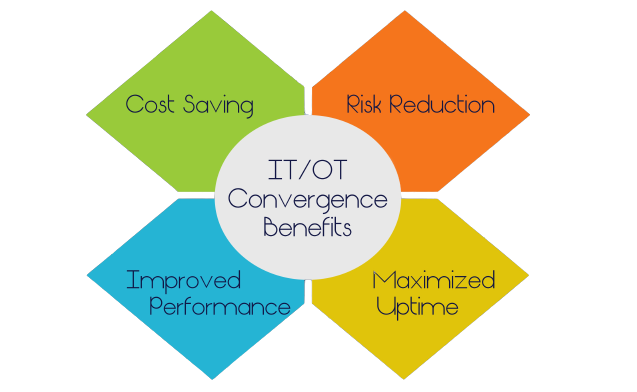 Cost Saving
Risk Reduction
IT/OT
Convergence
Benefits
Improved
Performance
Maximized
Uptime